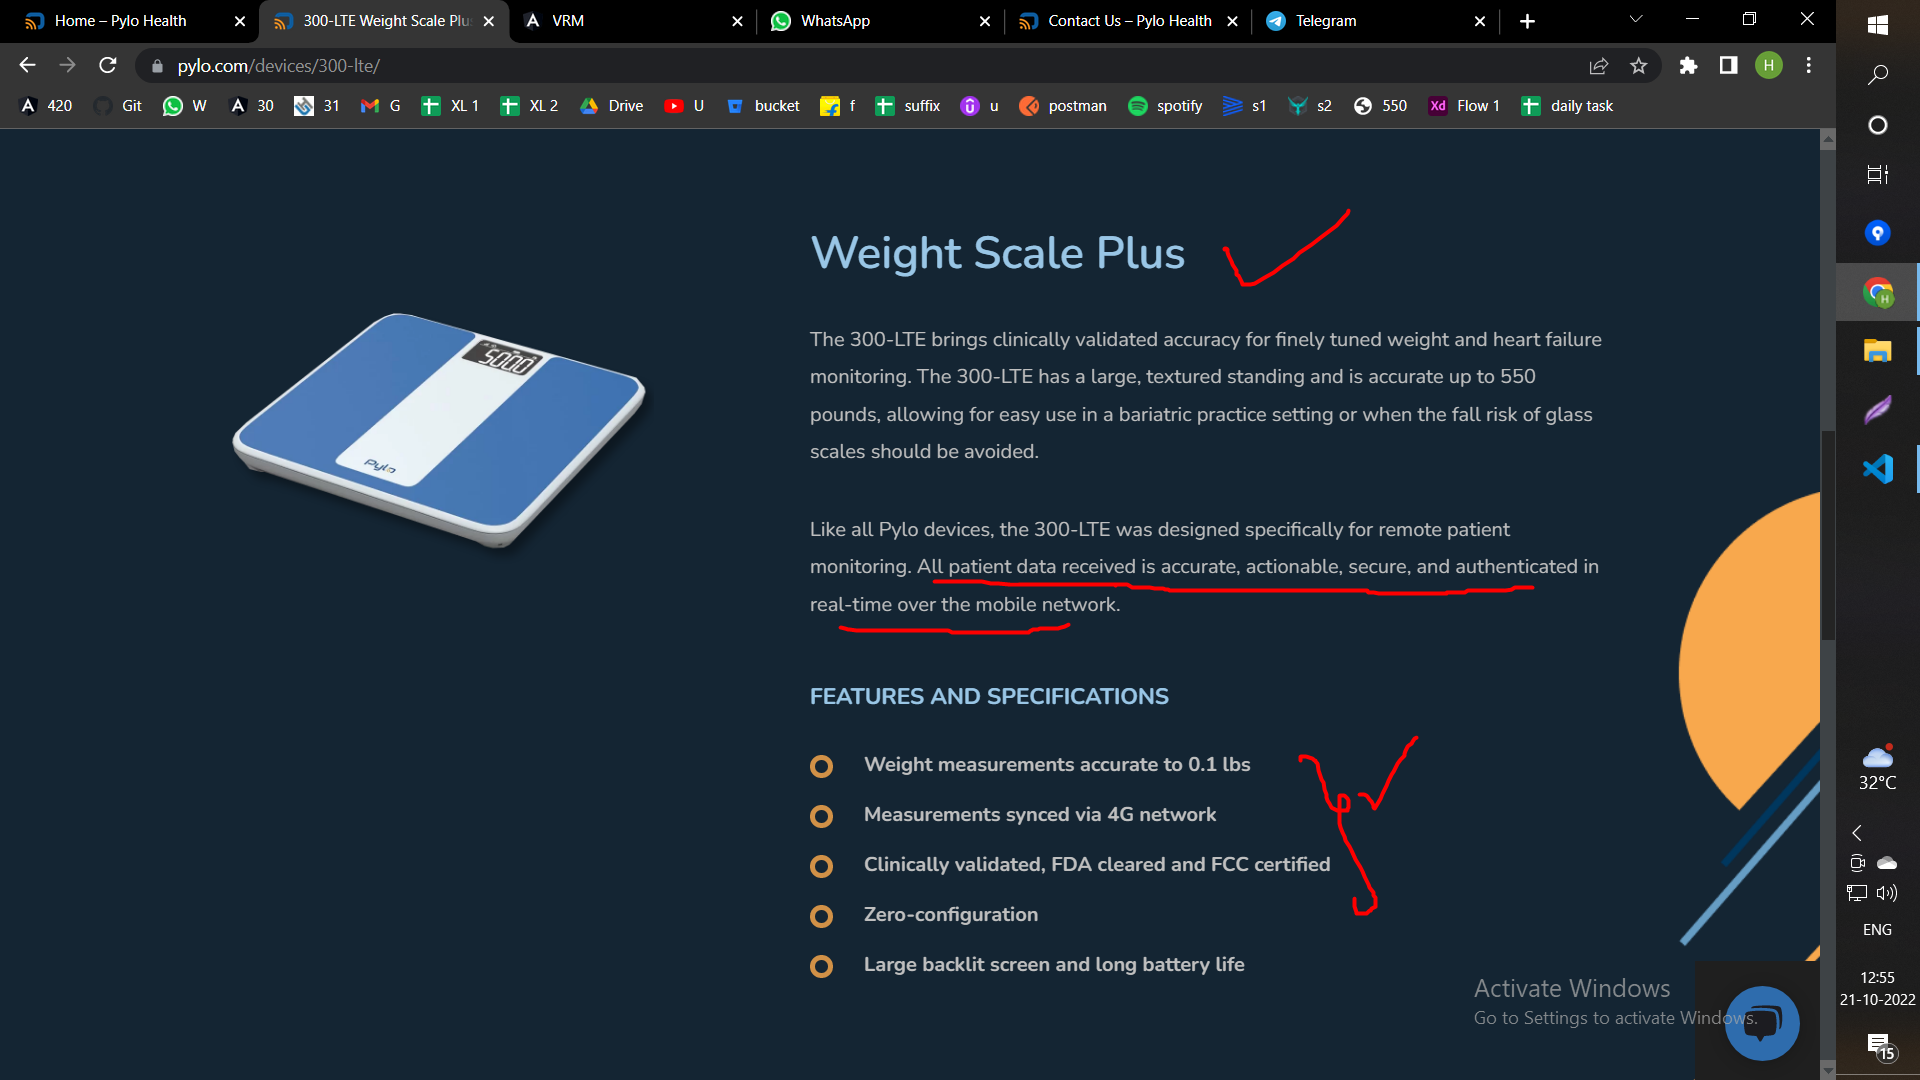 Home – Pylo Health
300-LTE Weight Scale Plu
VRM
WhatsApp
Contact Us – Pylo Health
Telegram
pylo.com/devices/300-lte/
H
420
Git
W
30
31
G
XL 1
XL 2
Drive
U
bucket
f
suffix
u
postman
spotify
s1
s2
550
Xd
Flow 1
daily task
Weight Scale Plus
The 300-LTE brings clinically validated accuracy for finely tuned weight and heart failure
monitoring. The 300-LTE has a large, textured standing and is accurate up to 550
pounds, allowing for easy use in a bariatric practice setting or when the fall risk of glass
scales should be avoided.
5000
Pylo
Like all Pylo devices, the 300-LTE was designed specifically for remote patient
monitoring. All patient data received is accurate, actionable, secure, and authenticated in
real-time over the mobile network.
FEATURES AND SPECIFICATIONS
Weight measurements accurate to 0.1 lbs
Measurements synced via 4G network
Clinically validated, FDA cleared and FCC certified
Zero-configuration
Large backlit screen and long battery life
Activate Windows
Go to Settings to activate Windows.
H
32°C
ENG
12:55
21-10-2022
15